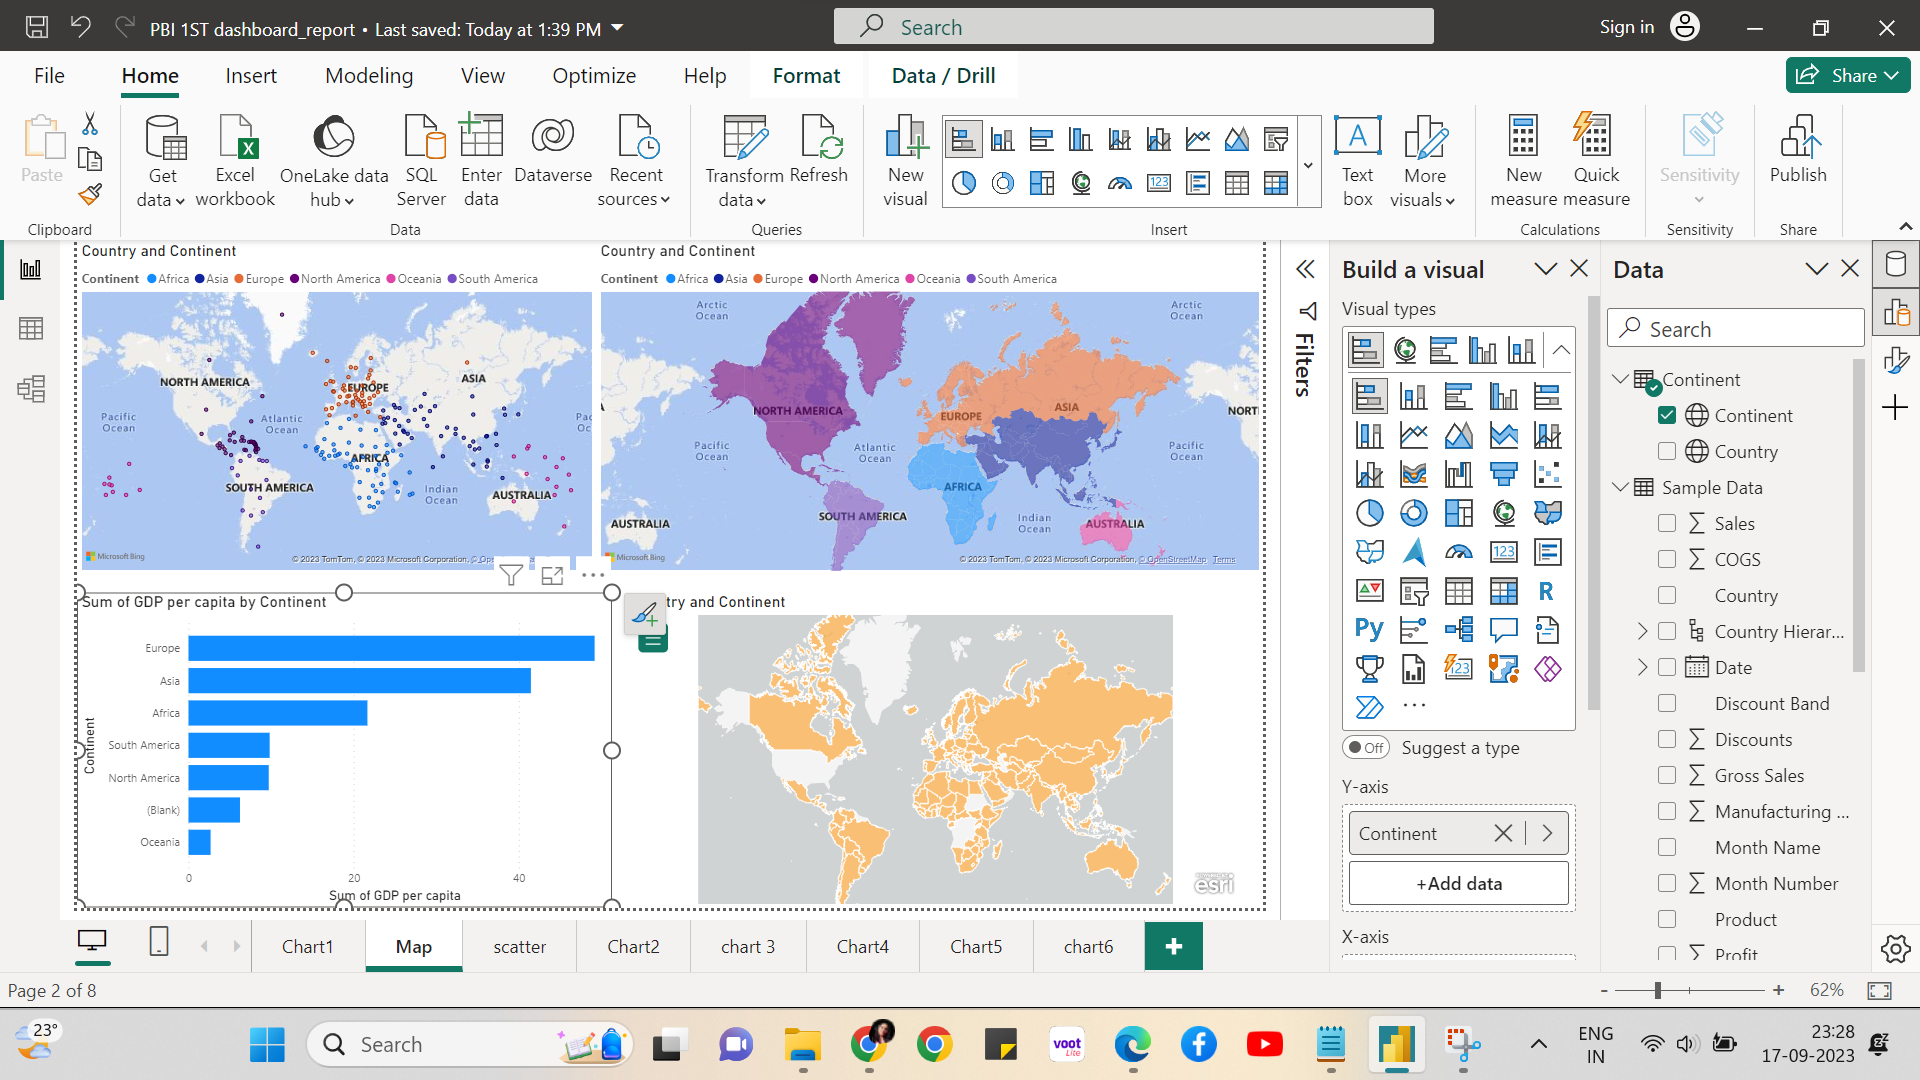 PBI 1ST dashboard_report • Last saved: Today at 1:39 PM
Search
Sign in
File
Home
Insert
Modeling
View
Optimize
Help
Format
Data / Drill
Share
Paste
Get
data
Excel
workbook
OneLake data
hub
SQL
Server
Enter
data
Dataverse
Recent
sources
Transform
data
Refresh
New
visual
Text
box
More
visuals
New
measure
Quick
measure
Sensitivity
Publish
Clipboard
Data
Queries
Insert
Calculations
Sensitivity
Share
Country and Continent
Continent Africa Asia Europe North America Oceania South America
NORTH AMERICA
EUROPE
ASIA
Pacific
Ocean
Atlantic
Ocean
AFRICA
SOUTH AMERICA
Indian
Ocean
AUSTRALIA
Microsoft Bing
© 2023 TomTom, © 2023 Microsoft Corporation,
Country and Continent
Continent Africa Asia Europe North America Oceania South America
Arctic
Ocean
Arctic
Ocean
NORTH AMERICA
EUROPE
ASIA
Pacific
Ocean
Atlantic
Ocean
Pacific
Ocean
AFRICA
SOUTH AMERICA
Indian
Ocean
AUSTRALIA
AUSTRALIA
Microsoft Bing
© 2023 TomTom, © 2023 Microsoft Corporation, © OpenStreetMap Terms
Sum of GDP per capita by Continent
Continent
Europe
Asia
Africa
South America
North America
(Blank)
Oceania
0
20
40
Sum of GDP per capita
try and Continent
esri
Filters
Build a visual
Visual types
123
R
Py
123
Off
Suggest a type
Y-axis
Continent
+Add data
X-axis
Data
Search
Continent
Continent
Country
Sample Data
Sales
COGS
Country
Country Hierar...
Date
Discount Band
Discounts
Gross Sales
Manufacturing ...
Month Name
Month Number
Product
Profit
Chart1
Map
scatter
Chart2
chart 3
Chart4
Chart5
chart6
+
Page 2 of 8
- + 62%
23°
Search
voot
Lite
ENG
IN
23:28
17-09-2023